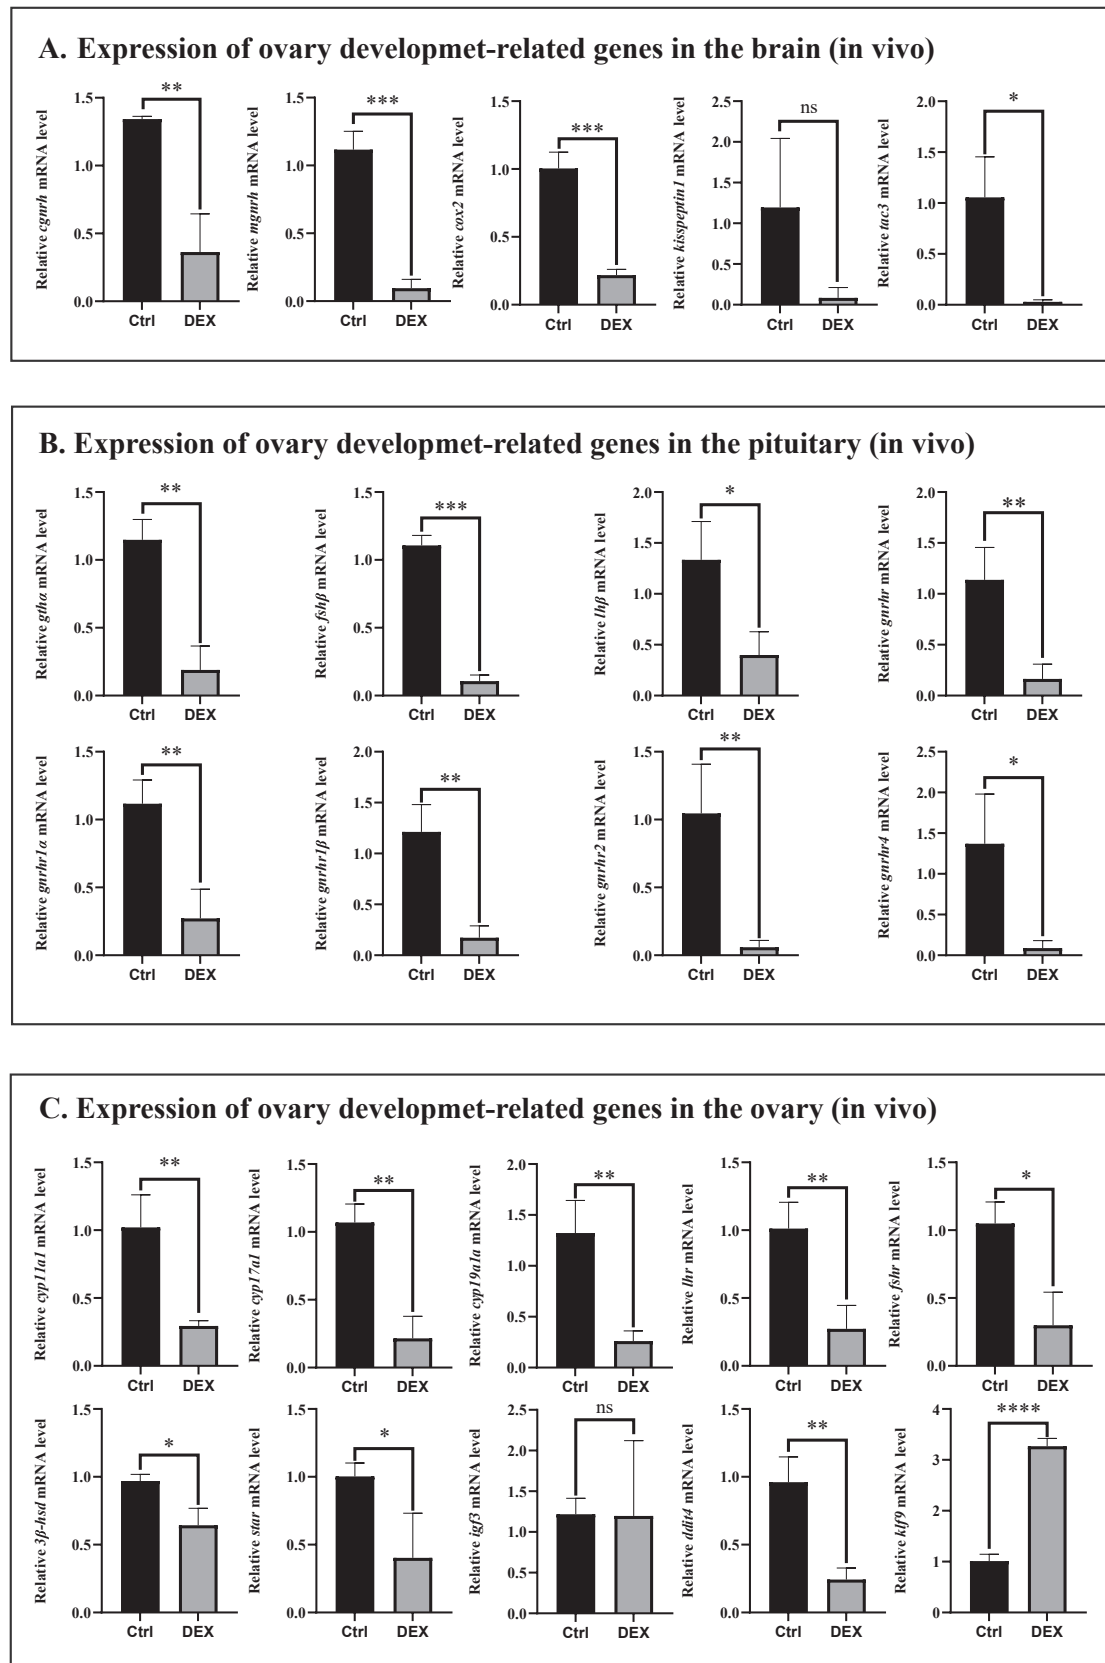 A. Expression of ovary developmet-related genes in the brain (in vivo)
Relative cgnrh mRNA level
1.5
1.0
0.5
0.0
**
Ctrl DEX
Relative mgnrh mRNA level
1.5
1.0
0.5
0.0
***
Ctrl DEX
Relative cox2 mRNA level
1.5
1.0
0.5
0.0
***
Ctrl DEX
Relative kisspeptin1 mRNA level
2.5
2.0
1.5
1.0
0.5
0.0
ns
Ctrl DEX
Relative tac3 mRNA level
2.0
1.5
1.0
0.5
0.0
*
Ctrl DEX
B. Expression of ovary developmet-related genes in the pituitary (in vivo)
Relative gthα mRNA level
1.5
1.0
0.5
0.0
**
Ctrl DEX
Relative fshβ mRNA level
1.5
1.0
0.5
0.0
***
Ctrl DEX
Relative lhβ mRNA level
2.0
1.5
1.0
0.5
0.0
*
Ctrl DEX
Relative gnrhr mRNA level
2.0
1.5
1.0
0.5
0.0
**
Ctrl DEX
Relative gnrhr1α mRNA level
1.5
1.0
0.5
0.0
**
Ctrl DEX
Relative gnrhr1β mRNA level
2.0
1.5
1.0
0.5
0.0
**
Ctrl DEX
Relative gnrhr2 mRNA level
1.5
1.0
0.5
0.0
**
Ctrl DEX
Relative gnrhr4 mRNA level
2.5
2.0
1.5
1.0
0.5
0.0
*
Ctrl DEX
C. Expression of ovary developmet-related genes in the ovary (in vivo)
Relative cyp11a1 mRNA level
1.5
1.0
0.5
0.0
**
Ctrl DEX
Relative cyp17a1 mRNA level
1.5
1.0
0.5
0.0
**
Ctrl DEX
Relative cyp19a1a mRNA level
2.0
1.5
1.0
0.5
0.0
**
Ctrl DEX
Relative lhr mRNA level
1.5
1.0
0.5
0.0
**
Ctrl DEX
Relative fshr mRNA level
1.5
1.0
0.5
0.0
*
Ctrl DEX
Relative 3β-hsd mRNA level
1.5
1.0
0.5
0.0
*
Ctrl DEX
Relative star mRNA level
1.5
1.0
0.5
0.0
*
Ctrl DEX
Relative igf3 mRNA level
2.5
2.0
1.5
1.0
0.5
0.0
ns
Ctrl DEX
Relative ddit4 mRNA level
1.5
1.0
0.5
0.0
**
Ctrl DEX
Relative klf9 mRNA level
4
3
2
1
0
****
Ctrl DEX